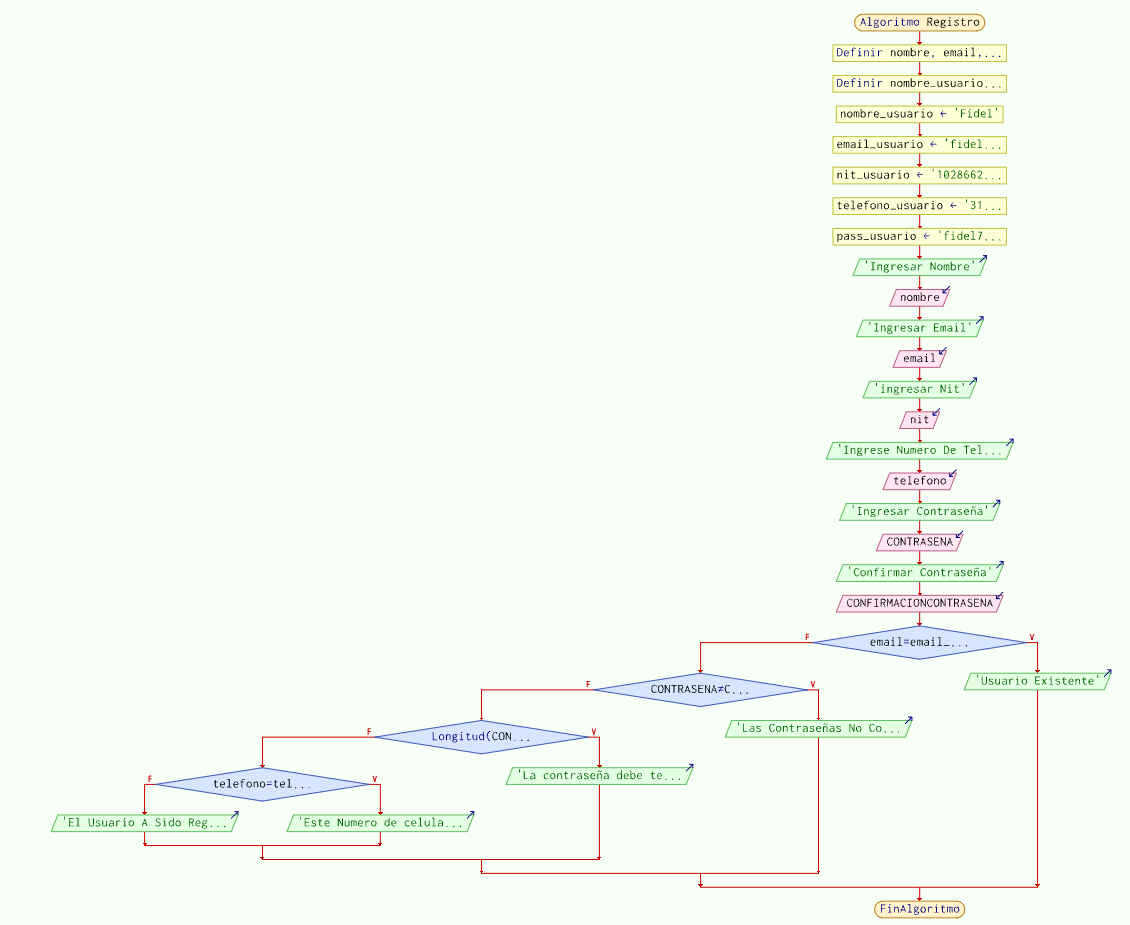 Algoritmo Registro
Definir nombre, email,...
Definir nombre_usuario...
nombre_usuario ← 'Fidel'
email_usuario ← 'fidel...
nit_usuario ← '1028662...
telefono_usuario ← '31...
pass_usuario ← 'fidel7...
'Ingresar Nombre'
nombre
'Ingresar Email'
email
'ingresar Nit'
nit
'Ingrese Numero De Tel...
telefono
'Ingresar Contraseña'
CONTRASENA
'Confirmar Contraseña'
CONFIRMACIONCONTRASENA
F
email=email_...
V
'Usuario Existente'
F
CONTRASENA≠C...
V
'Las Contraseñas No Co...
F
Longitud(CON...
V
'La contraseña debe te...
F
telefono=tel...
V
'El Usuario A Sido Reg...
'Este Numero de celula...
FinAlgoritmo